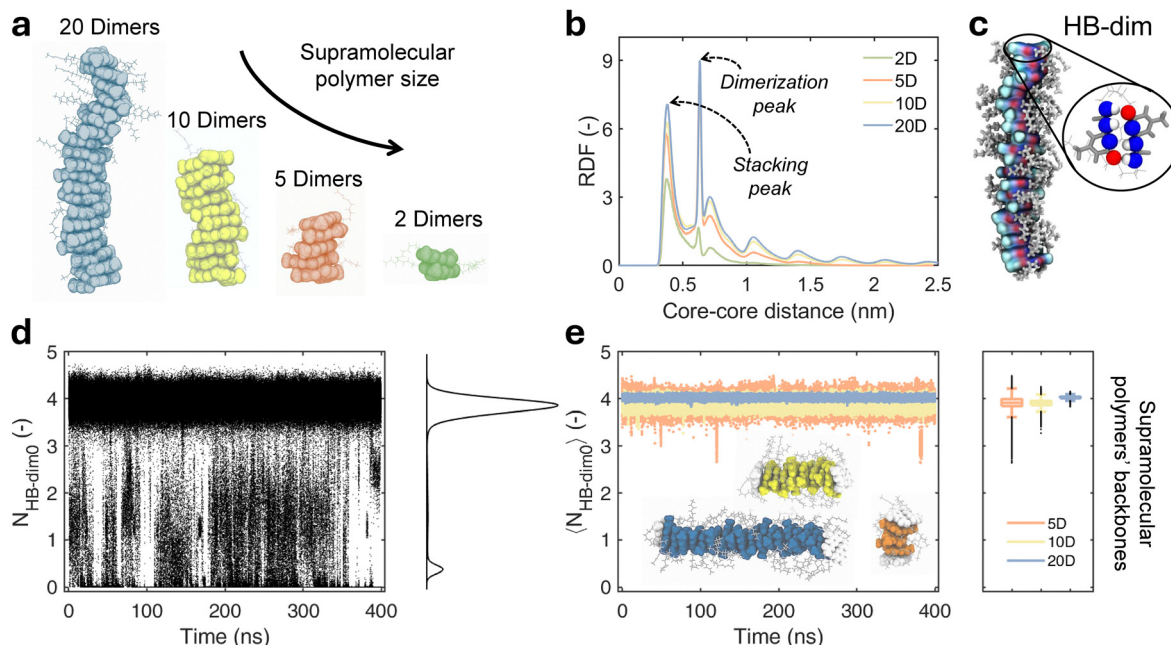 a
20 Dimers
Supramolecular
polymer size
10 Dimers
5 Dimers
2 Dimers
b
RDF (-)
9
6
3
0
0 0.5 1 1.5 2 2.5
Core-core distance (nm)
Dimerization
peak
Stacking
peak
2D
5D
10D
20D
c
HB-dim
d
N_HB-dim0 (-)
5
4
3
2
1
0
0 100 200 300 400
Time (ns)
e
⟨N_HB-dim0⟩ (-)
5
4
3
2
1
0
0 100 200 300 400
Time (ns)
5D
10D
20D
Supramolecular
polymers' backbones